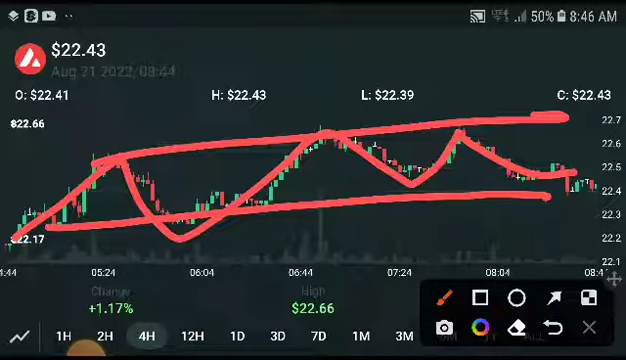 50% 8:46 AM
$22.43
Aug 21 2022/08:44
O: $22.41 H: $22.43 L: $22.39 C: $22.43
$22.66
22.7
22.6
22.5
22.4
22.3
22.2
22.1
$22.17
05:24 06:04 06:44 07:24 08:04
Change High
+1.17% $22.66
1H 2H 4H 12H 1D 3D 7D 1M 3M